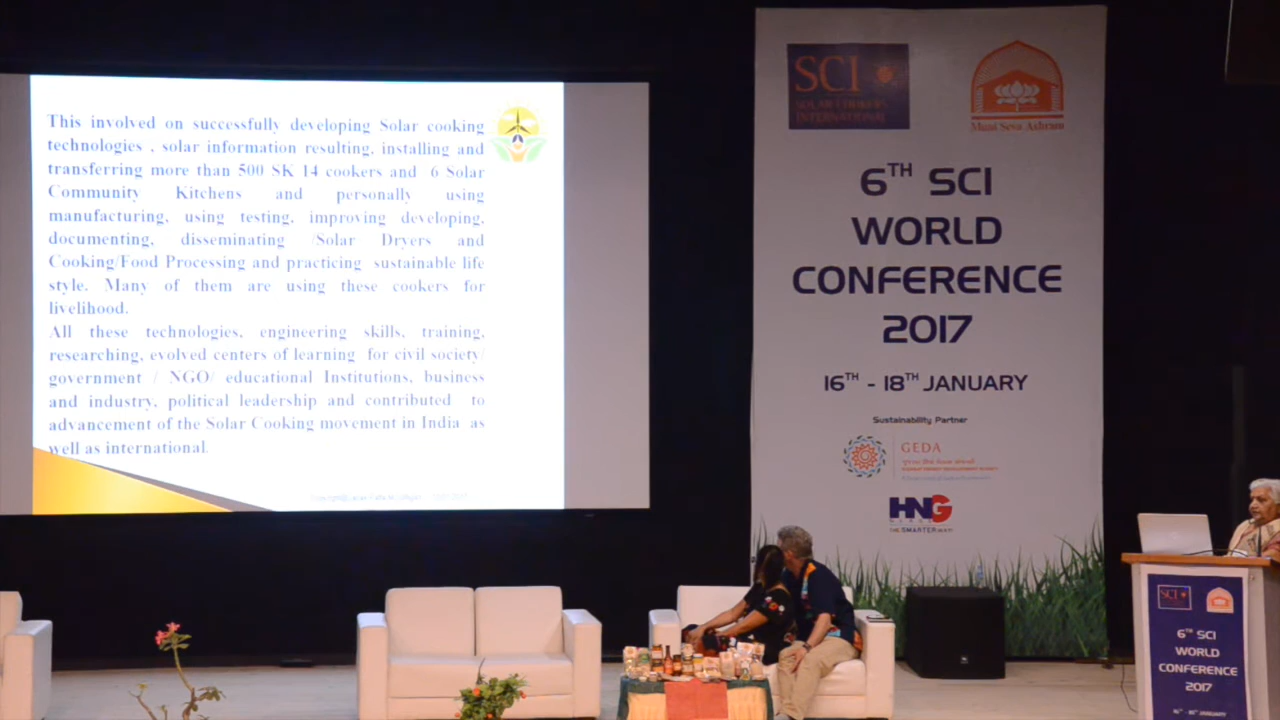 This involved on successfully developing Solar cooking
technologies , solar information resulting, installing and
transferring more than 500 SK 14 cookers and 6 Solar
Community Kitchens and personally using
manufacturing, using testing, improving developing,
documenting, disseminating Solar Dryers and
Cooking/Food Processing and practicing sustainable life
style. Many of them are using these cookers for
livelihood.
All these technologies, engineering skills, training,
researching, evolved centers of learning for civil society/
government / NGO/ educational Institutions, business
and industry, political leadership and contributed to
advancement of the Solar Cooking movement in India as
well as international.
SCI
SOLAR COOKERS
INTERNATIONAL
Muni Seva Ashram
6TH SCI
WORLD
CONFERENCE
2017
16TH - 18TH JANUARY
Sustainability Partner
GEDA
HNG
GLASS
THE SMARTER WAY!
SCI
6TH SCI
WORLD
CONFERENCE
2017
16TH - 18TH JANUARY